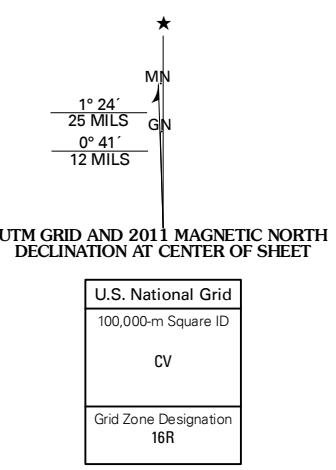 ★
MN
1° 24´
25 MILS
GN
0° 41´
12 MILS
UTM GRID AND 2011 MAGNETIC NORTH
DECLINATION AT CENTER OF SHEET
U.S. National Grid
100,000-m Square ID
CV
Grid Zone Designation
16R